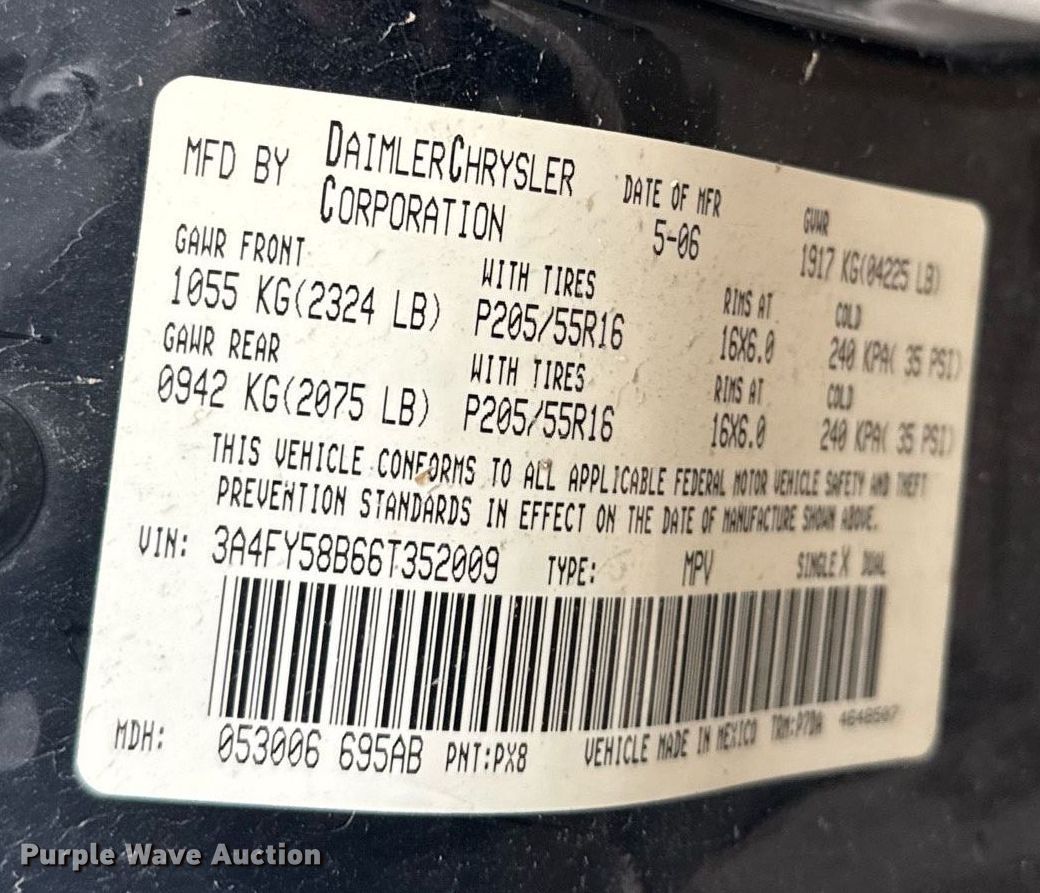 MFD BY DAIMLERCHRYSLER CORPORATION
DATE OF MFR
5-06
GVWR
1917 KG(04225 LB)
GAWR FRONT
1055 KG(2324 LB)
WITH TIRES
P205/55R16
RIMS AT
16X6.0
COLD
240 KPA( 35 PSI)
GAWR REAR
0942 KG(2075 LB)
WITH TIRES
P205/55R16
RIMS AT
16X6.0
COLD
240 KPA( 35 PSI)
THIS VEHICLE CONFORMS TO ALL APPLICABLE FEDERAL MOTOR VEHICLE SAFETY AND THEFT
PREVENTION STANDARDS IN EFFECT ON THE DATE OF MANUFACTURE SHOWN ABOVE.
VIN: 3A4FY58B66T352009 TYPE: MPV SINGLE X DUAL
MDH: 053006 695AB PNT:PX8 VEHICLE MADE IN MEXICO TRM:P7DA
Purple Wave Auction